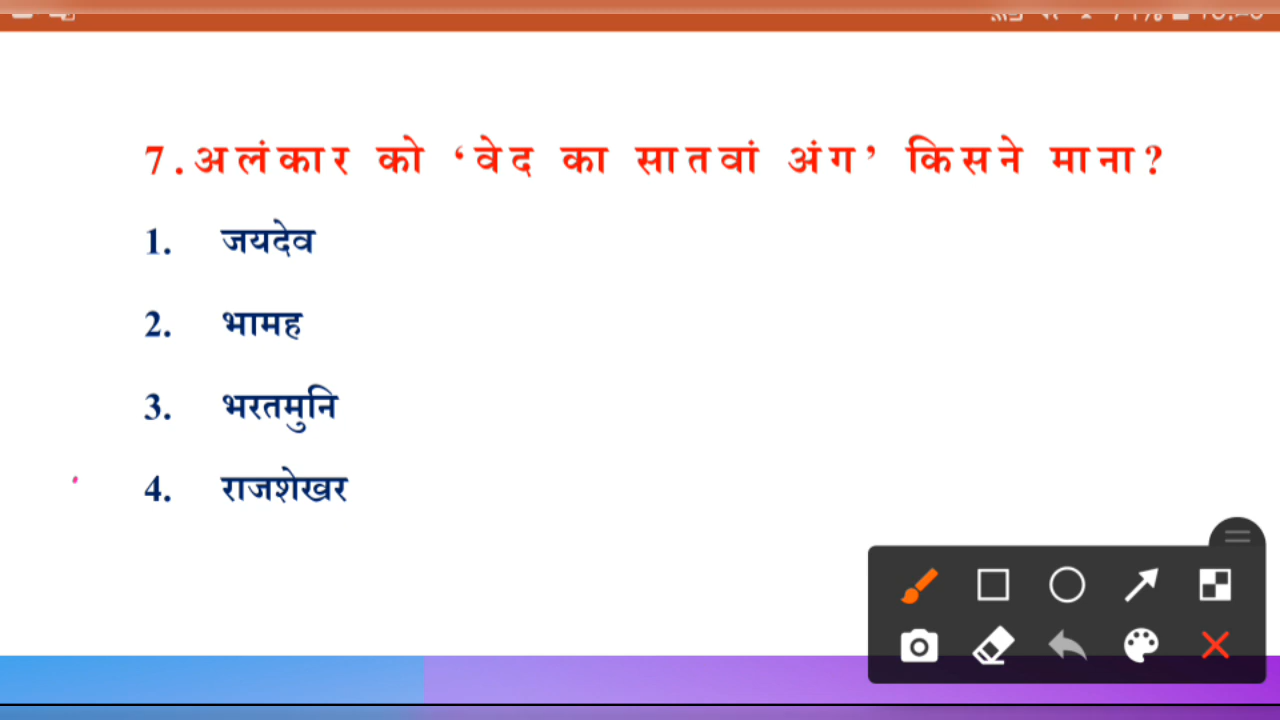 7.अलंकार को ‘वेद का सातवां अंग’ किसने माना?
1. जयदेव
2. भामह
3. भरतमुनि
4. राजशेखर